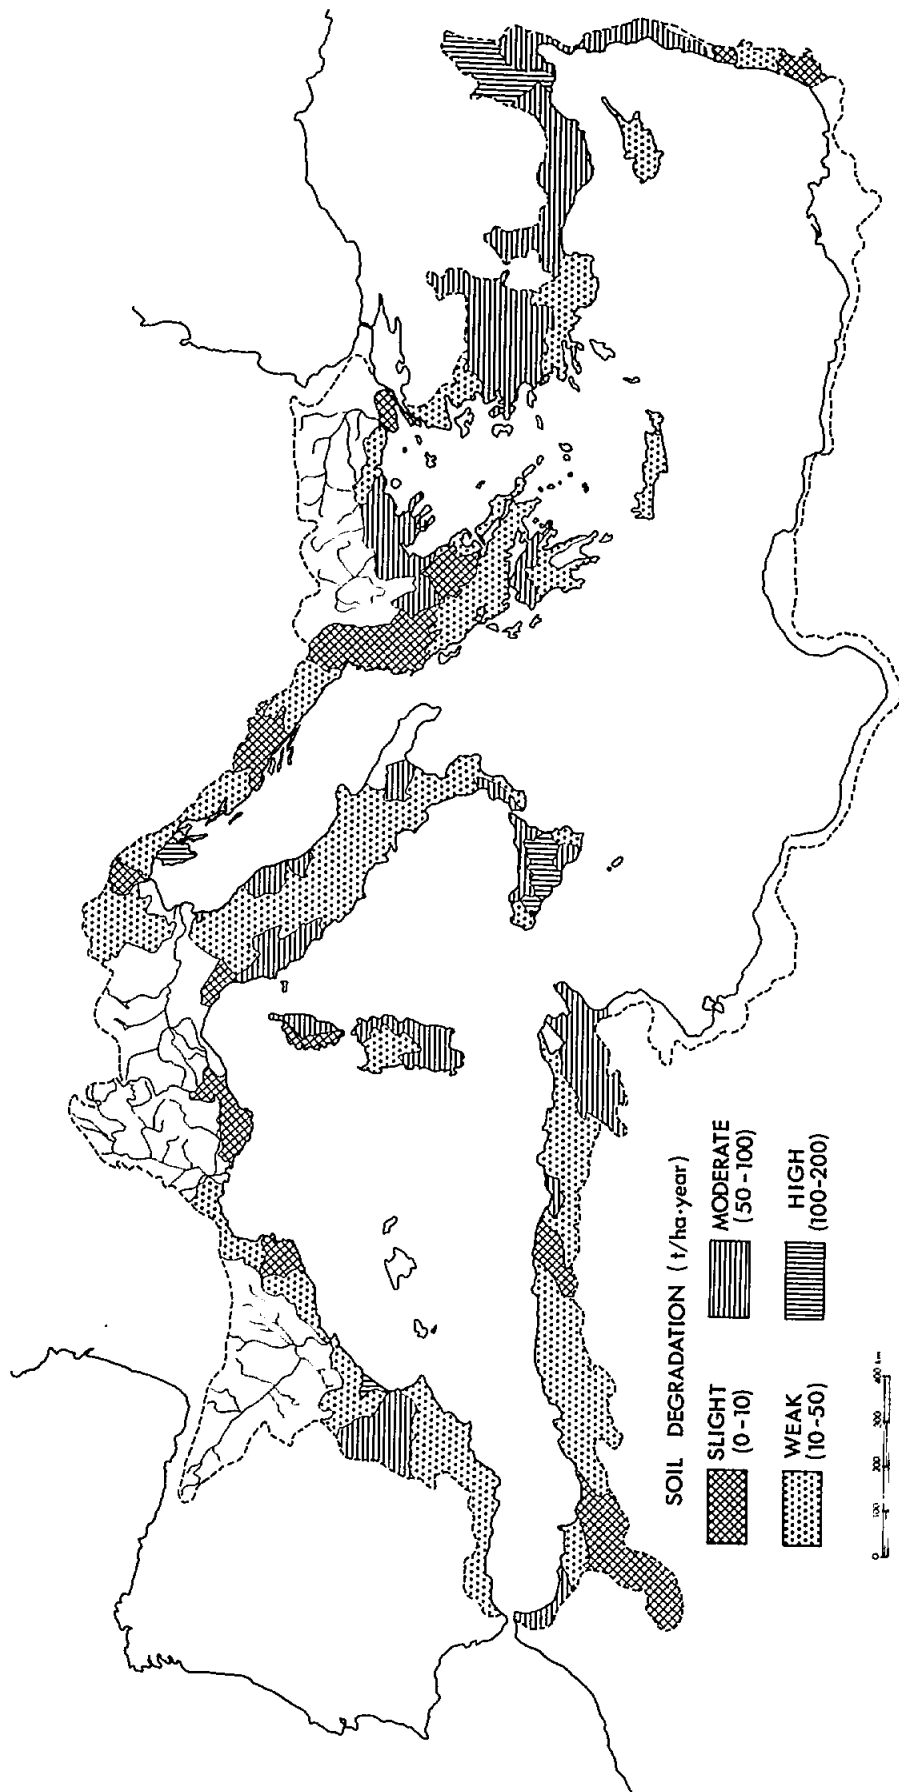 SOIL DEGRADATION (t/ha·year)
SLIGHT
(0-10)
MODERATE
(50-100)
WEAK
(10-50)
HIGH
(100-200)
0 100 200 300 400 km